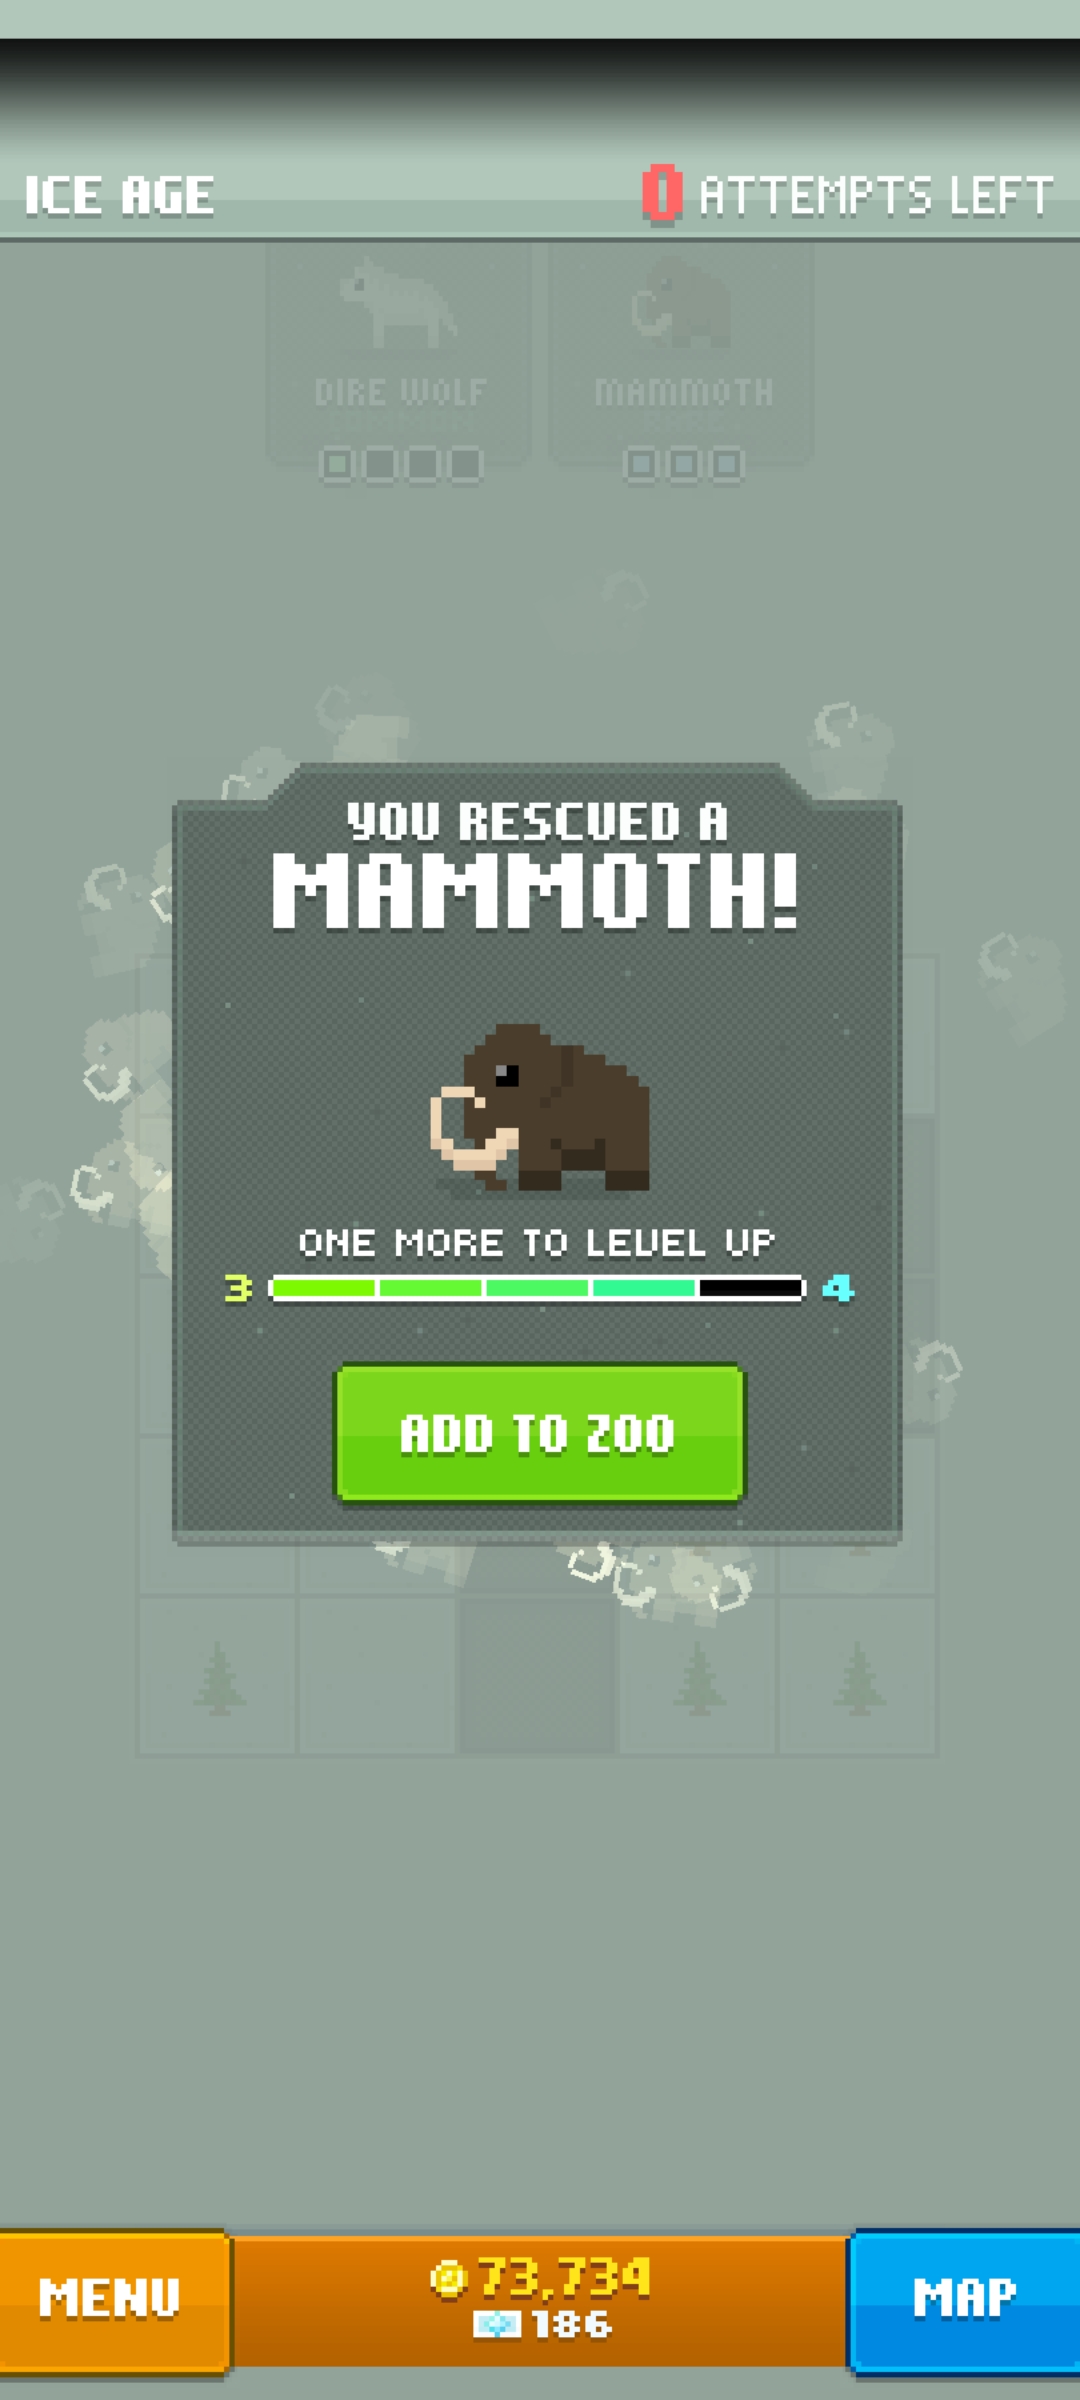 ICE AGE
0 ATTEMPTS LEFT
DIRE WOLF
COMMON
MAMMOTH
YOU RESCUED A
MAMMOTH!
ONE MORE TO LEVEL UP
3
4
ADD TO ZOO
MENU
73,734
186
MAP